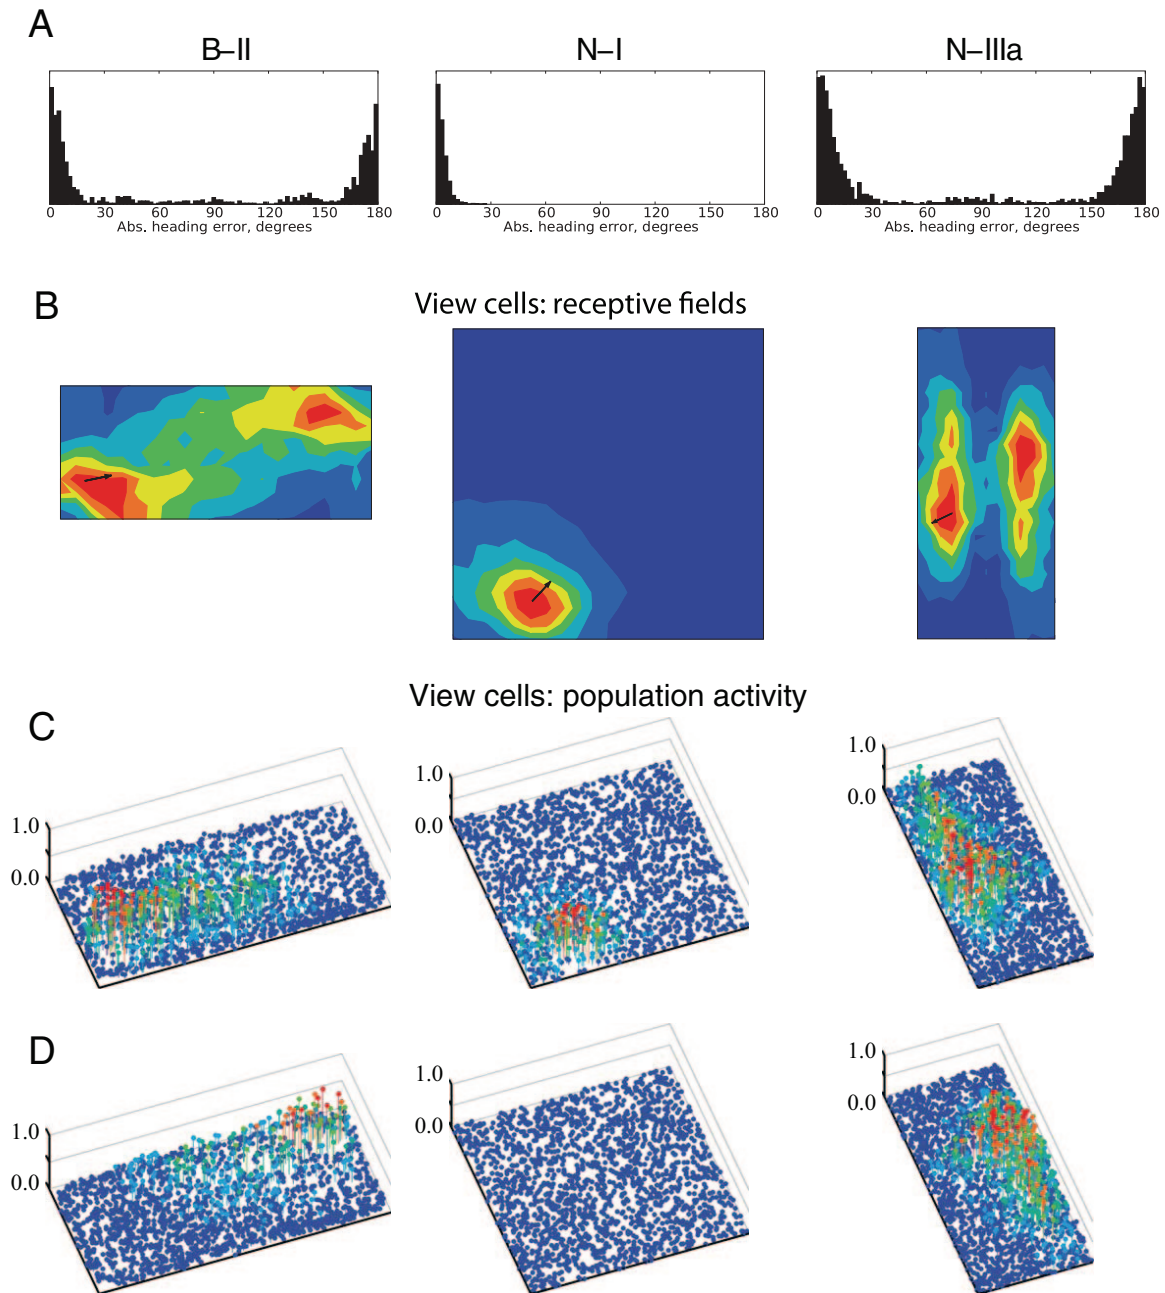 A
B–II
N–I
N–IIIa
0 30 60 90 120 150 180
Abs. heading error, degrees
0 30 60 90 120 150 180
Abs. heading error, degrees
0 30 60 90 120 150 180
Abs. heading error, degrees
B
View cells: receptive fields
View cells: population activity
C
1.0
0.0
1.0
0.0
1.0
0.0
D
1.0
0.0
1.0
0.0
1.0
0.0